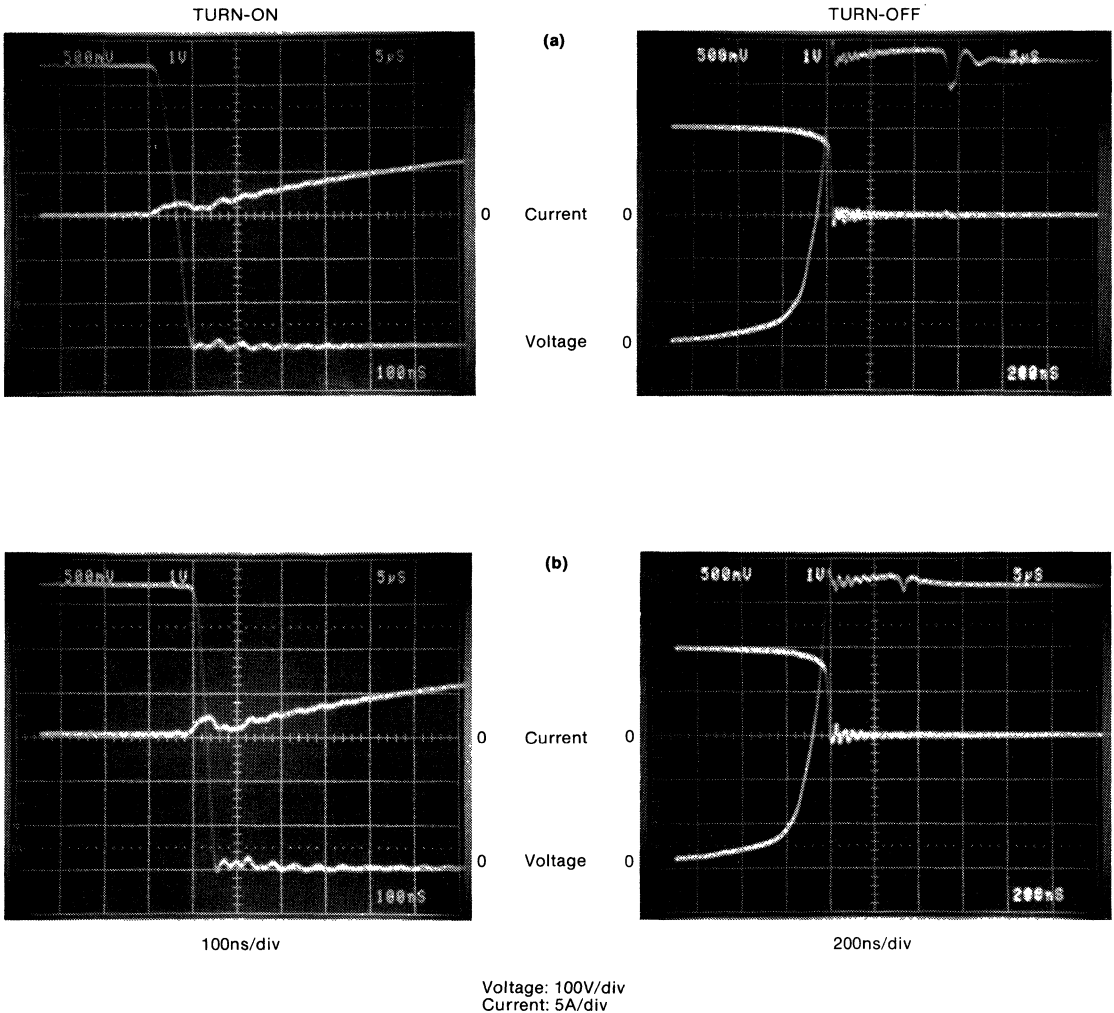 TURN-ON
TURN-OFF
(a)
500mV 1V 5µS
500mV 1V 5µS
0 Current 0
Voltage 0
100nS
200nS
(b)
500mV 1V 5µS
500mV 1V 5µS
0 Current 0
0 Voltage 0
100nS
200nS
100ns/div
200ns/div
Voltage: 100V/div
Current: 5A/div